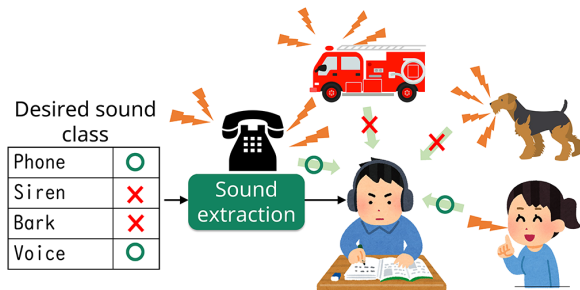 Desired sound
class
Phone
Siren
Bark
Voice
Sound
extraction